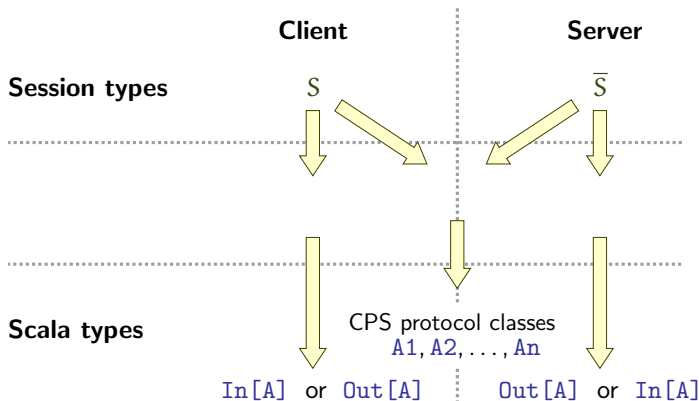 Client Server
Session types S S̅
Scala types CPS protocol classes
A1, A2, . . . , An
In[A] or Out[A] Out[A] or In[A]